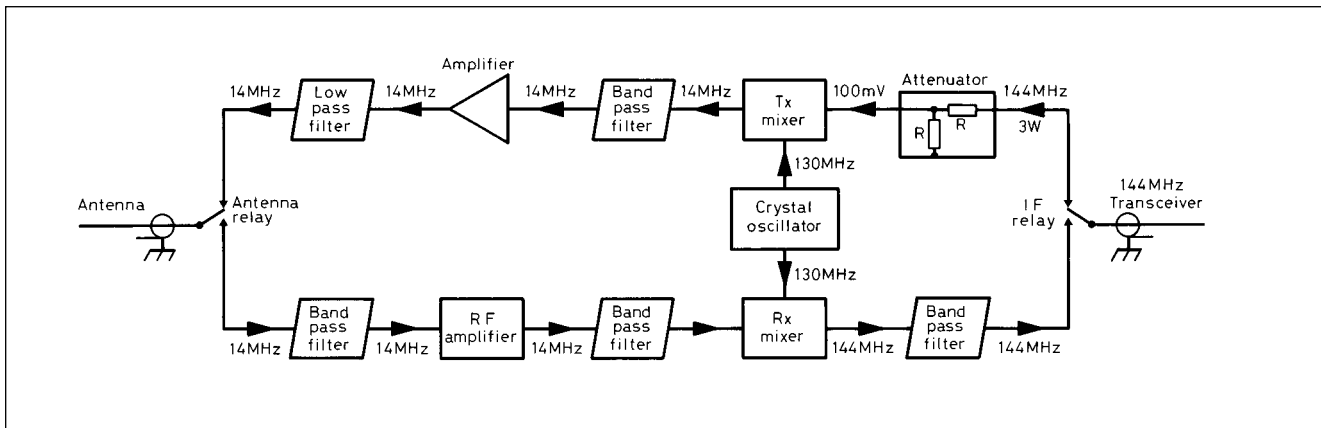 Amplifier
Attenuator
14MHz
Low
pass
filter
14MHz
14MHz
Band
pass
filter
14MHz
Tx
mixer
100mV
R
R
144MHz
3W
130MHz
Antenna
Antenna
relay
Crystal
oscillator
IF
relay
144MHz
Transceiver
130MHz
14MHz
Band
pass
filter
14MHz
RF
amplifier
14MHz
Band
pass
filter
Rx
mixer
144MHz
Band
pass
filter
144MHz